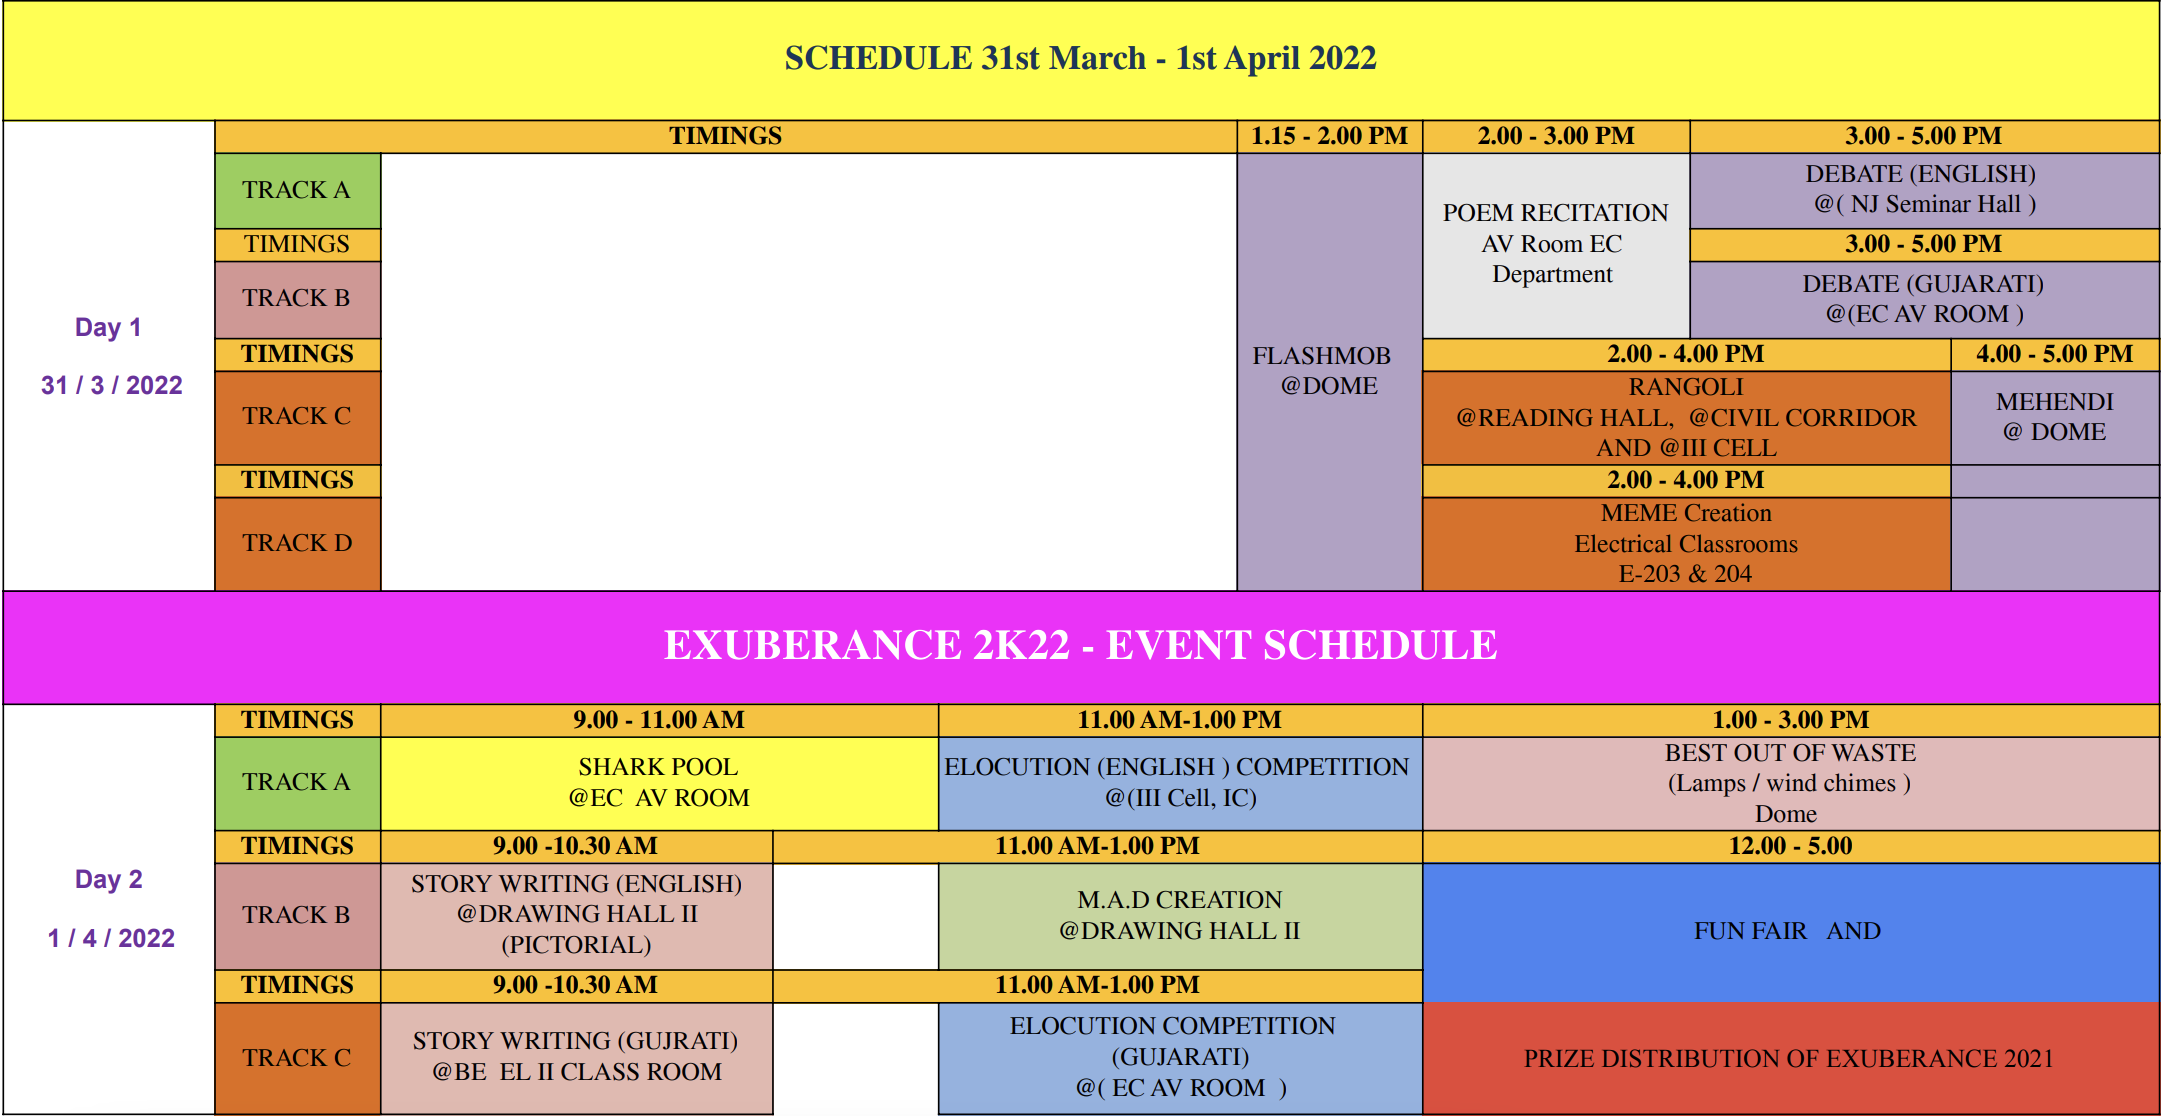 SCHEDULE 31st March - 1st April 2022
TIMINGS 1.15 - 2.00 PM 2.00 - 3.00 PM 3.00 - 5.00 PM
TRACK A
DEBATE (ENGLISH)
@( NJ Seminar Hall )
POEM RECITATION
AV Room EC
Department
TIMINGS 3.00 - 5.00 PM
TRACK B
DEBATE (GUJARATI)
@(EC AV ROOM )
Day 1
31 / 3 / 2022
FLASHMOB
@DOME
TIMINGS 2.00 - 4.00 PM 4.00 - 5.00 PM
TRACK C
RANGOLI
@READING HALL, @CIVIL CORRIDOR
AND @III CELL
MEHENDI
@ DOME
TIMINGS 2.00 - 4.00 PM
TRACK D
MEME Creation
Electrical Classrooms
E-203 & 204
EXUBERANCE 2K22 - EVENT SCHEDULE
TIMINGS 9.00 - 11.00 AM 11.00 AM-1.00 PM 1.00 - 3.00 PM
TRACK A
SHARK POOL
@EC AV ROOM
ELOCUTION (ENGLISH ) COMPETITION
@(III Cell, IC)
BEST OUT OF WASTE
(Lamps / wind chimes )
Dome
TIMINGS 9.00 -10.30 AM 11.00 AM-1.00 PM 12.00 - 5.00
Day 2
1 / 4 / 2022
TRACK B
STORY WRITING (ENGLISH)
@DRAWING HALL II
(PICTORIAL)
M.A.D CREATION
@DRAWING HALL II
FUN FAIR AND
TIMINGS 9.00 -10.30 AM 11.00 AM-1.00 PM
TRACK C
STORY WRITING (GUJRATI)
@BE EL II CLASS ROOM
ELOCUTION COMPETITION
(GUJARATI)
@( EC AV ROOM )
PRIZE DISTRIBUTION OF EXUBERANCE 2021